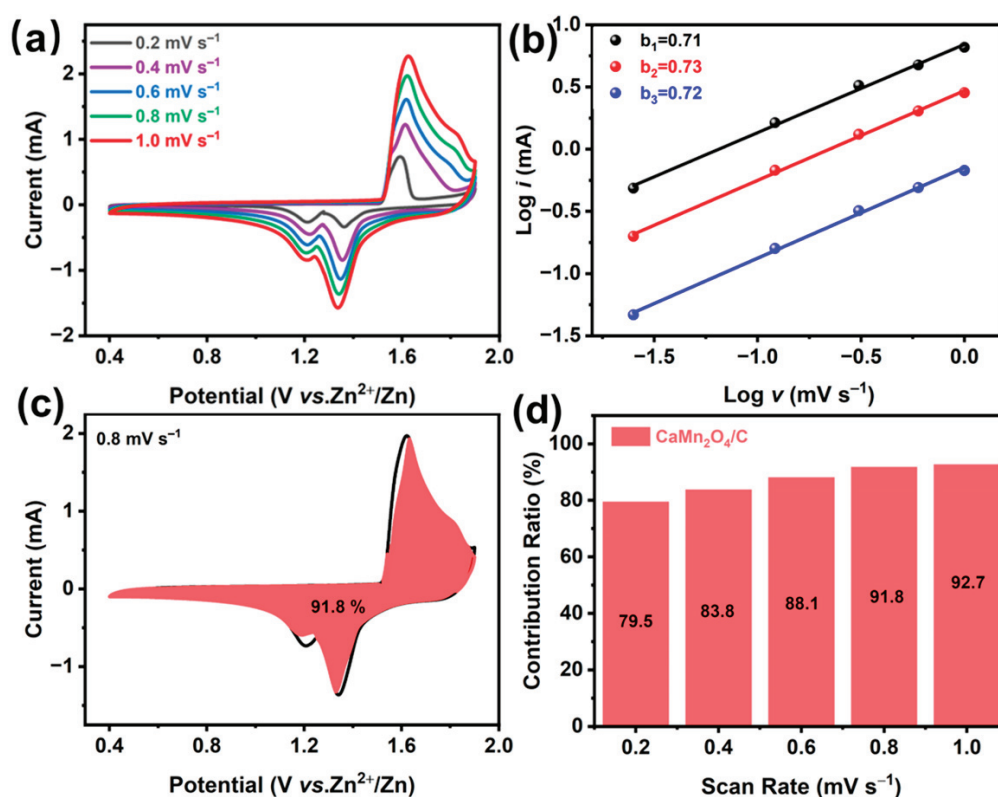 (a)
0.2 mV s⁻¹
0.4 mV s⁻¹
0.6 mV s⁻¹
0.8 mV s⁻¹
1.0 mV s⁻¹
2
1
0
−1
−2
Current (mA)
0.4
0.8
1.2
1.6
2.0
Potential (V vs.Zn²⁺/Zn)
(b)
b₁=0.71
b₂=0.73
b₃=0.72
1.0
0.5
0.0
−0.5
−1.0
−1.5
Log i (mA)
−1.5
−1.0
−0.5
0.0
Log v (mV s⁻¹)
(c)
0.8 mV s⁻¹
91.8 %
2
1
0
−1
Current (mA)
0.4
0.8
1.2
1.6
2.0
Potential (V vs.Zn²⁺/Zn)
(d)
CaMn₂O₄/C
100
80
60
40
20
0
Contribution Ratio (%)
79.5
83.8
88.1
91.8
92.7
0.2
0.4
0.6
0.8
1.0
Scan Rate (mV s⁻¹)